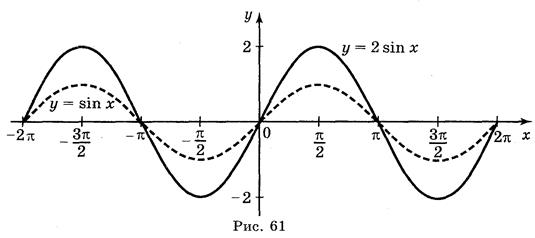 y
2
y = 2 sin x
y = sin x
-2π
-3π/2
-π
-π/2
0
π/2
π
3π/2
2π
x
-2
Рис. 61